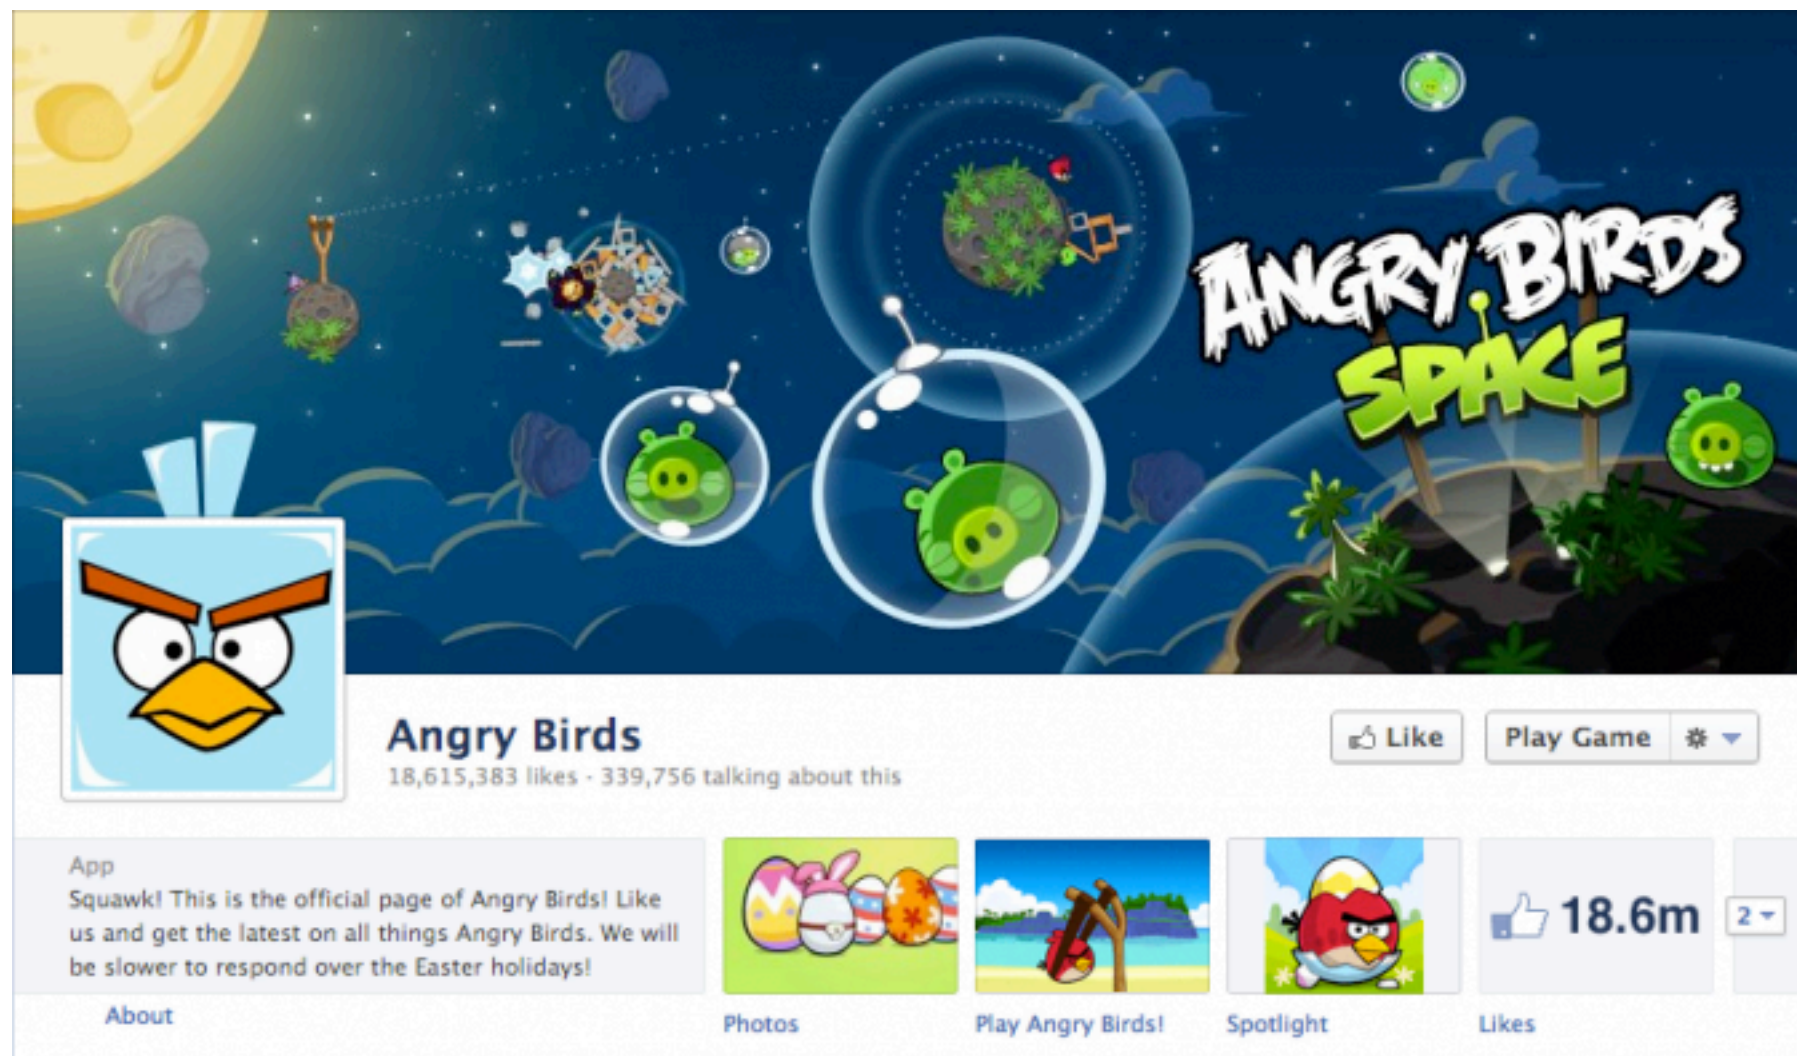 ANGRY BIRDS
SPACE
Angry Birds
18,615,383 likes · 339,756 talking about this
Like
Play Game
App
Squawk! This is the official page of Angry Birds! Like
us and get the latest on all things Angry Birds. We will
be slower to respond over the Easter holidays!
About
Photos
Play Angry Birds!
Spotlight
18.6m
Likes
2